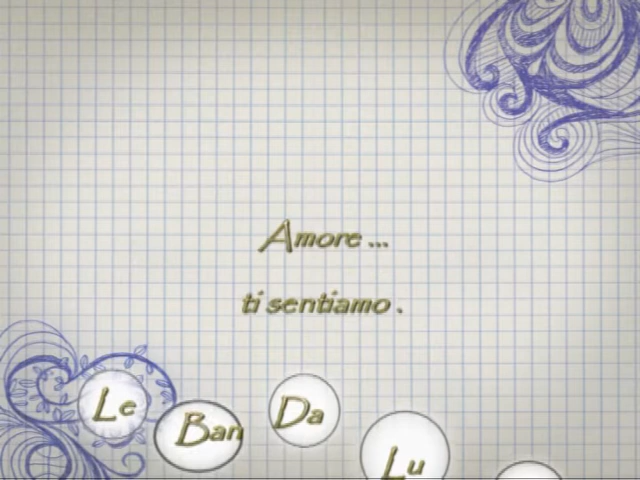 Amore ...
ti sentiamo .
Le
Ban
Da
Lu